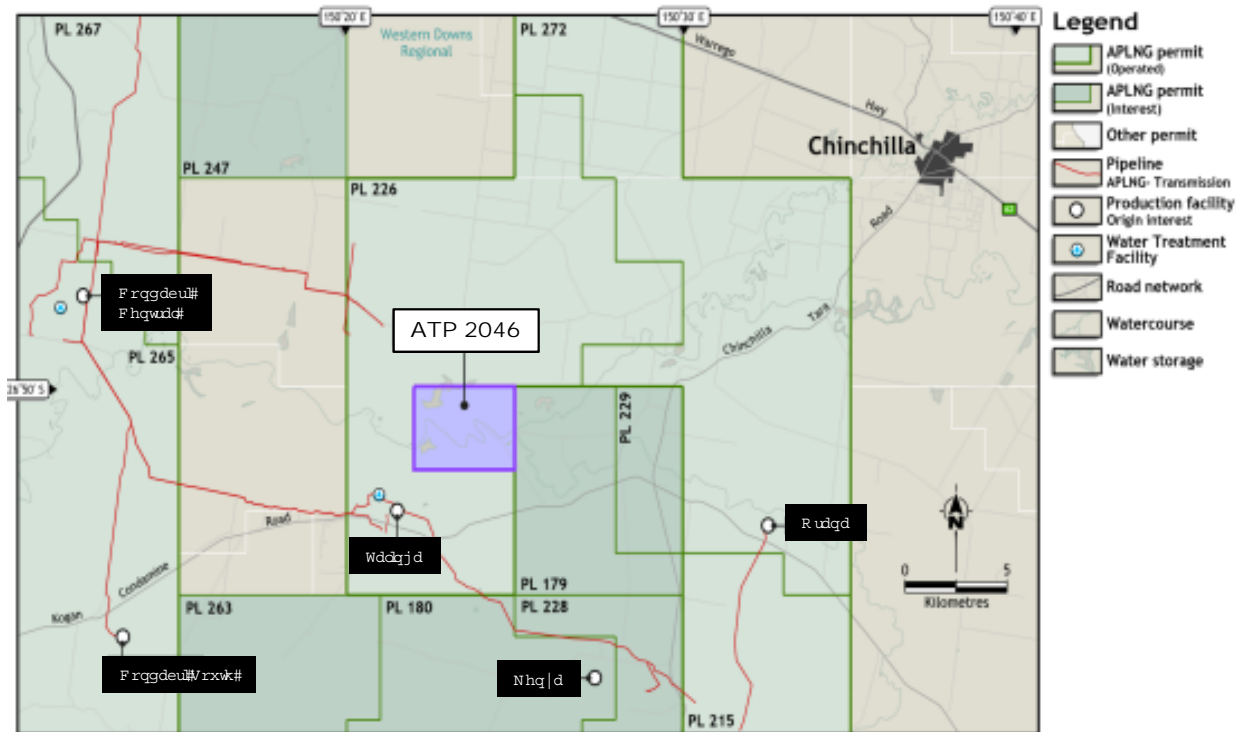 150°20' E
150°30' E
150°40' E
PL 267
Western Downs
Regional
PL 272
Warrego
Hwy
Chinchilla
PL 247
PL 226
Road
Frqgdeul#
Fhqwudo#
ATP 2046
Tara
Chinchilla
PL 265
26°50' S
PL 229
Rudqd
Road
Wdoolqjd
Condamine
Kogan
PL 179
PL 263
PL 180
PL 228
Frqgdeul#Vrxwk#
Nhq|d
PL 215
N
0
5
Kilometres
Legend
APLNG permit
(Operated)
APLNG permit
(Interest)
Other permit
Pipeline
APLNG- Transmission
Production facility
Origin Interest
Water Treatment
Facility
Road network
Watercourse
Water storage